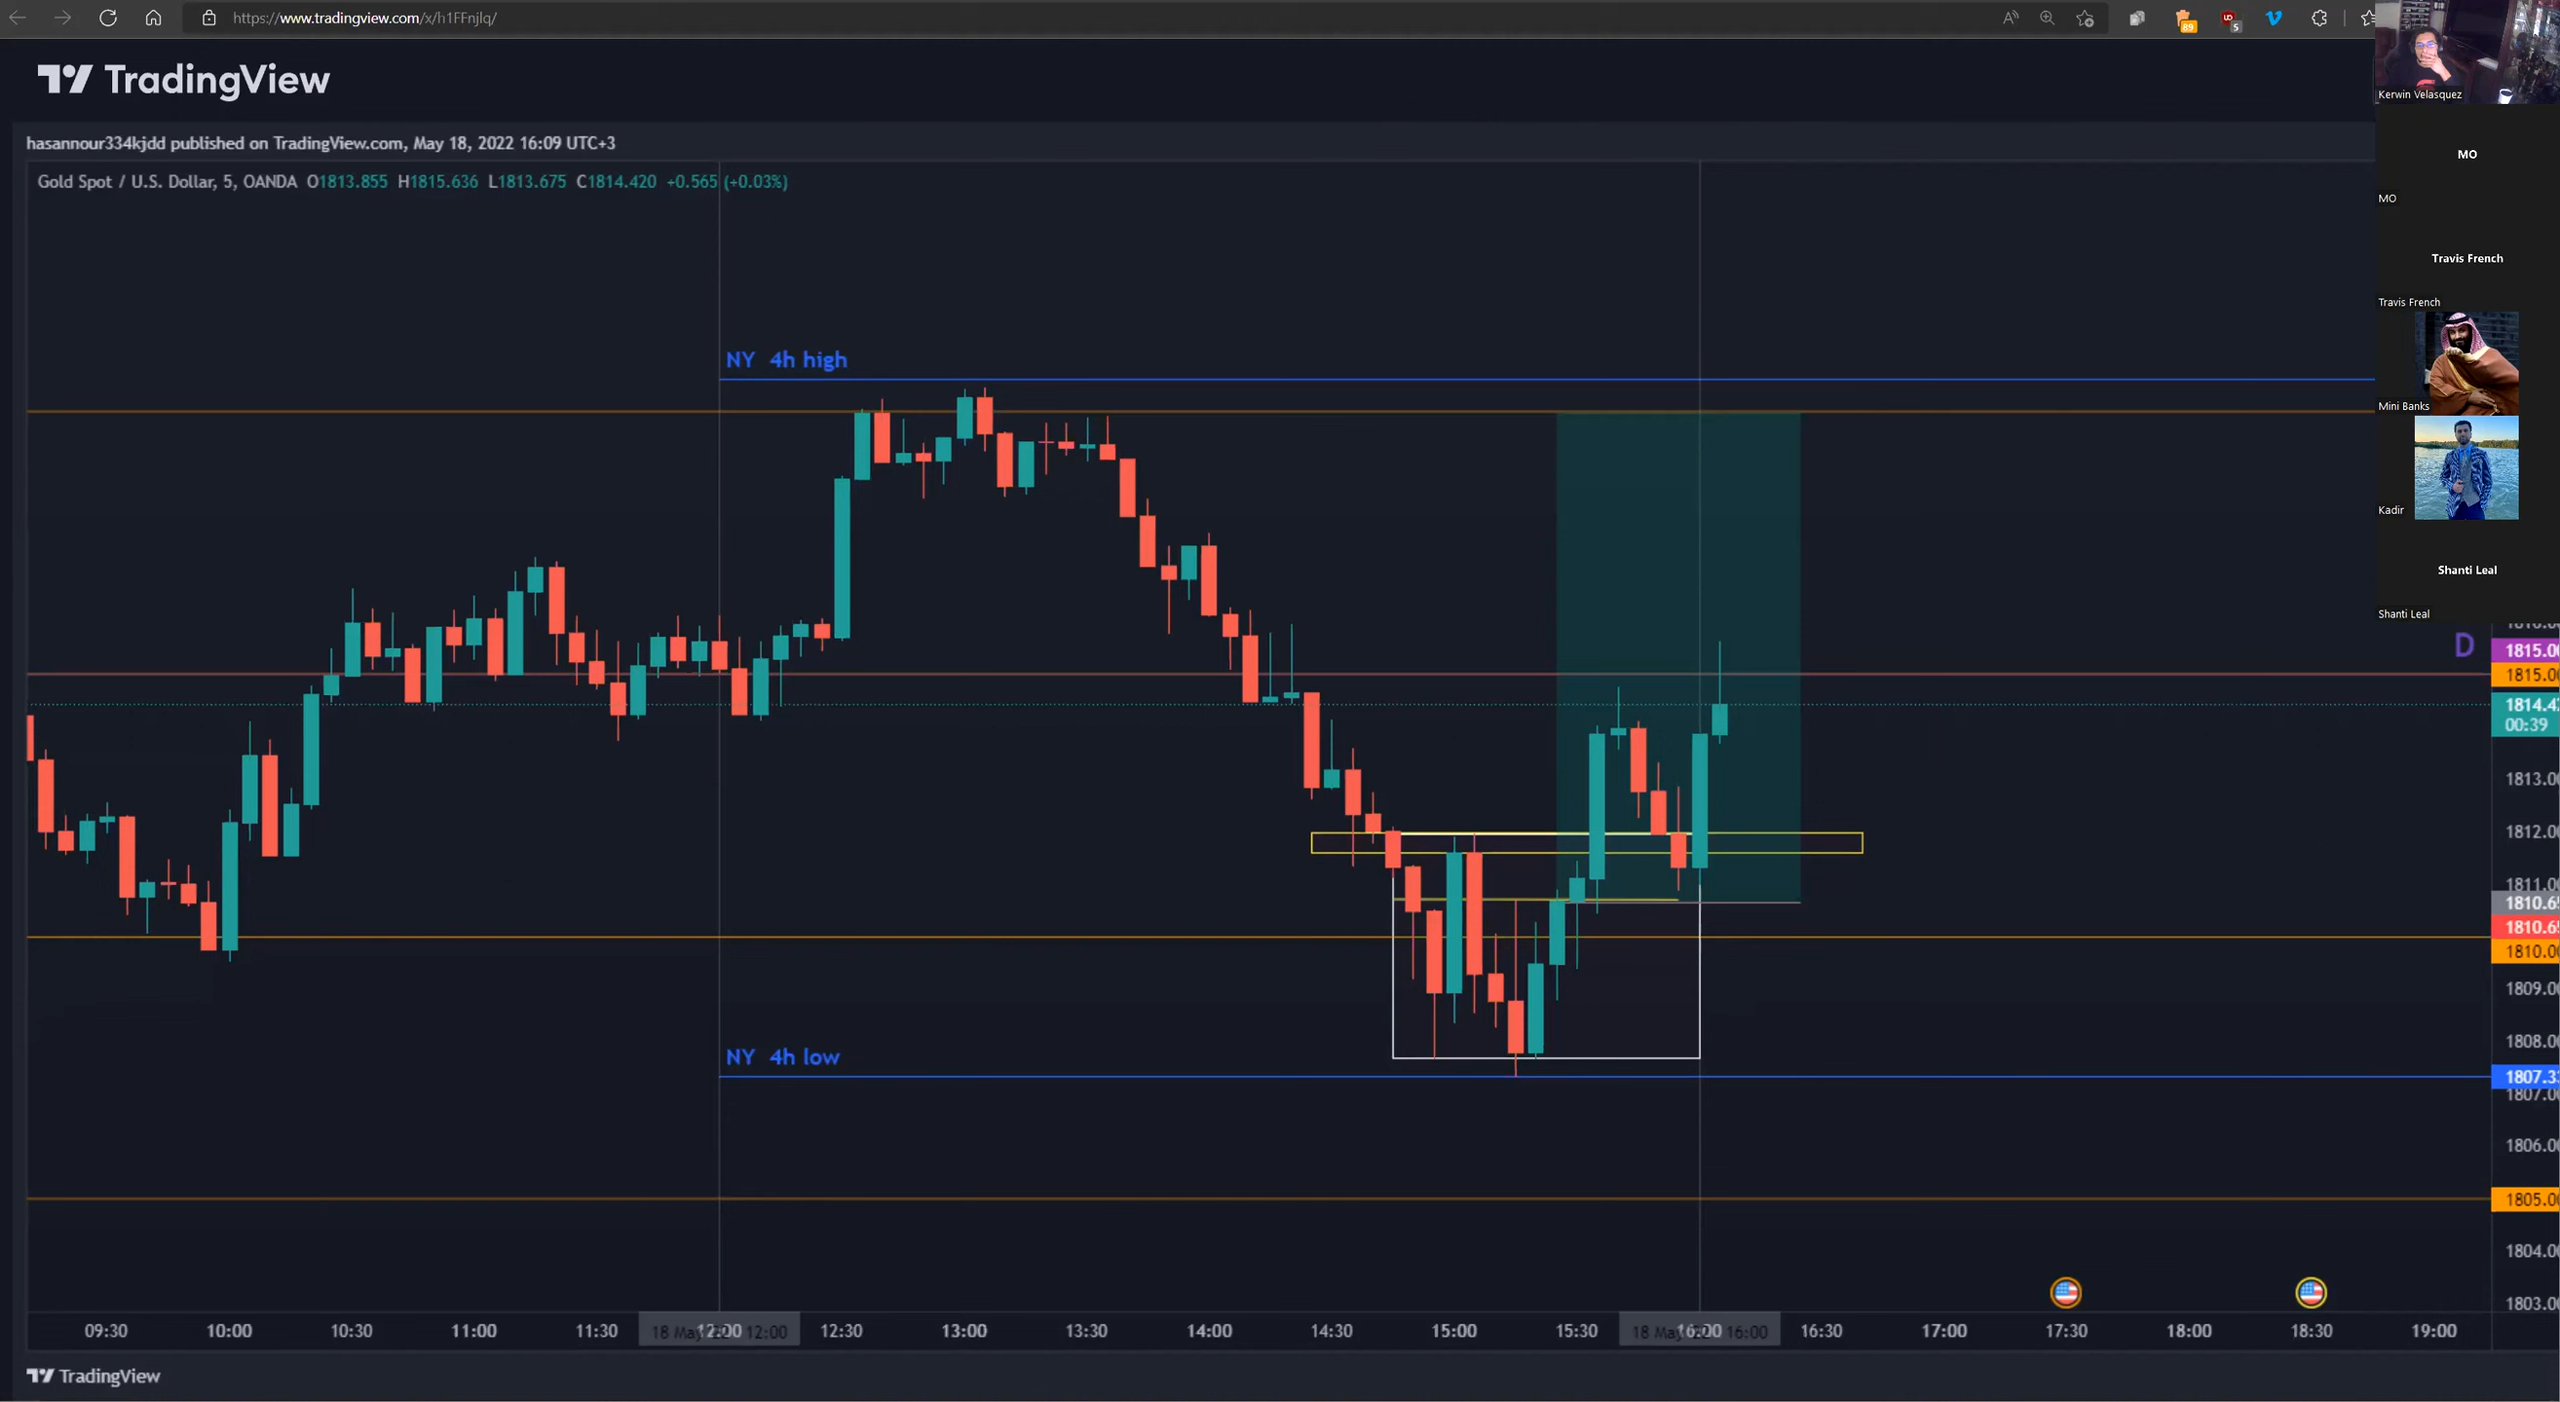 https://www.tradingview.com/x/h1FFnjlq/
89
5
TradingView
hasannour334kjdd published on TradingView.com, May 18, 2022 16:09 UTC+3
Gold Spot / U.S. Dollar, 5, OANDA O1813.855 H1815.636 L1813.675 C1814.420 +0.565 (+0.03%)
Kerwin Velasquez
MO
MO
Travis French
Travis French
Mini Banks
Kadir
Shanti Leal
Shanti Leal
NY 4h high
NY 4h low
D
1815.00
1815.00
1814.42
00:39
1813.00
1812.00
1811.00
1810.65
1810.65
1810.00
1809.00
1808.00
1807.33
1807.00
1806.00
1805.00
1804.00
1803.00
09:30 10:00 10:30 11:00 11:30 12:00 12:30 13:00 13:30 14:00 14:30 15:00 15:30 16:00 16:30 17:00 17:30 18:00 18:30 19:00
TradingView